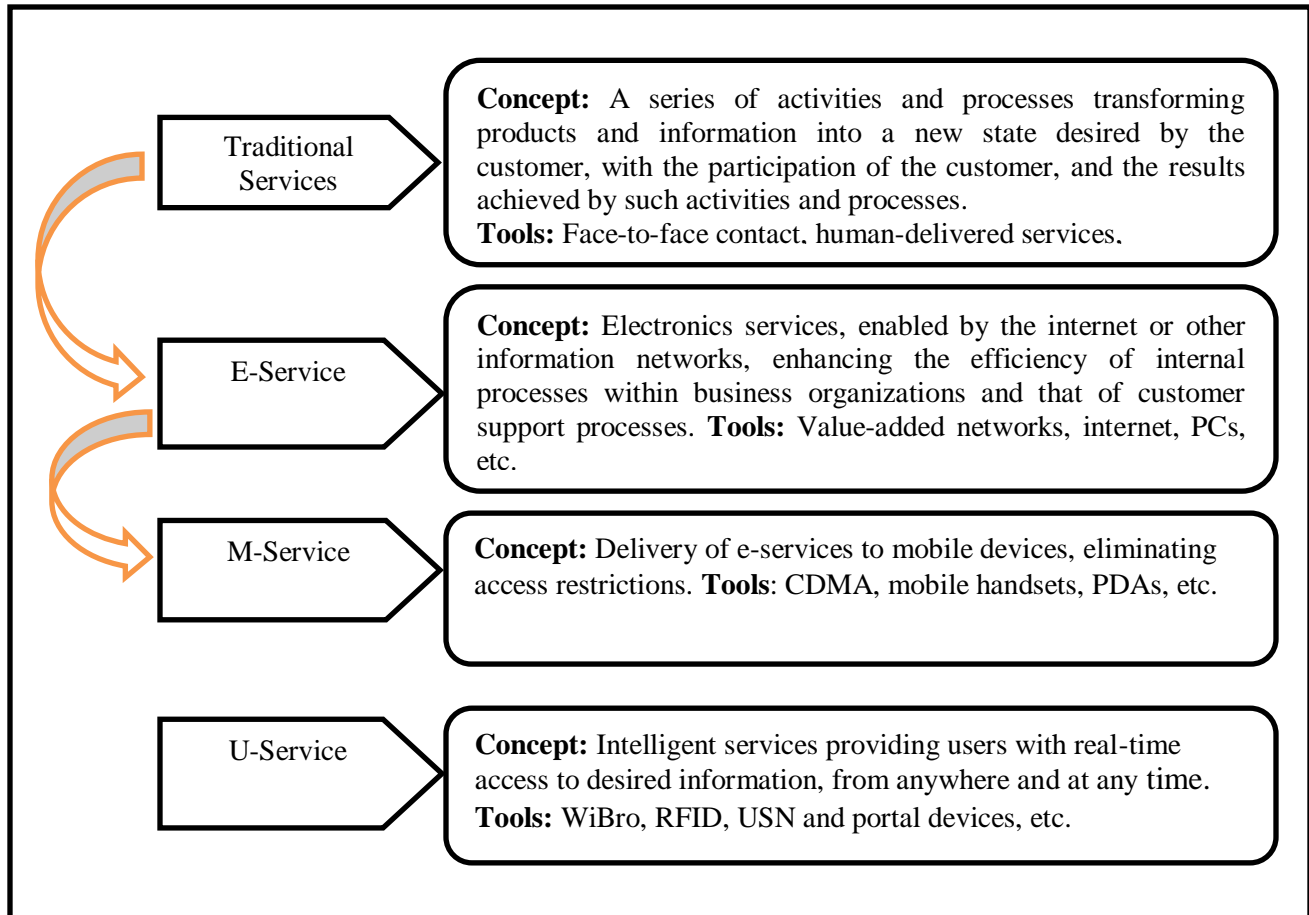 Traditional
Services
Concept: A series of activities and processes transforming
products and information into a new state desired by the
customer, with the participation of the customer, and the results
achieved by such activities and processes.
Tools: Face-to-face contact, human-delivered services,
E-Service
Concept: Electronics services, enabled by the internet or other
information networks, enhancing the efficiency of internal
processes within business organizations and that of customer
support processes. Tools: Value-added networks, internet, PCs,
etc.
M-Service
Concept: Delivery of e-services to mobile devices, eliminating
access restrictions. Tools: CDMA, mobile handsets, PDAs, etc.
U-Service
Concept: Intelligent services providing users with real-time
access to desired information, from anywhere and at any time.
Tools: WiBro, RFID, USN and portal devices, etc.